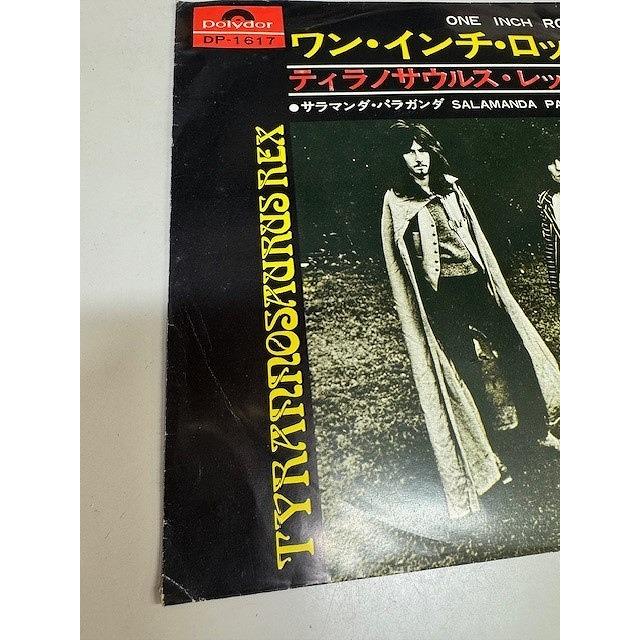 polydor
DP-1617
ONE INCH RO
ワン・インチ・ロッ
ティラノサウルス・レッ
●サラマンダ・パラガンダ SALAMANDA PA
TYRANNOSAURUS REX